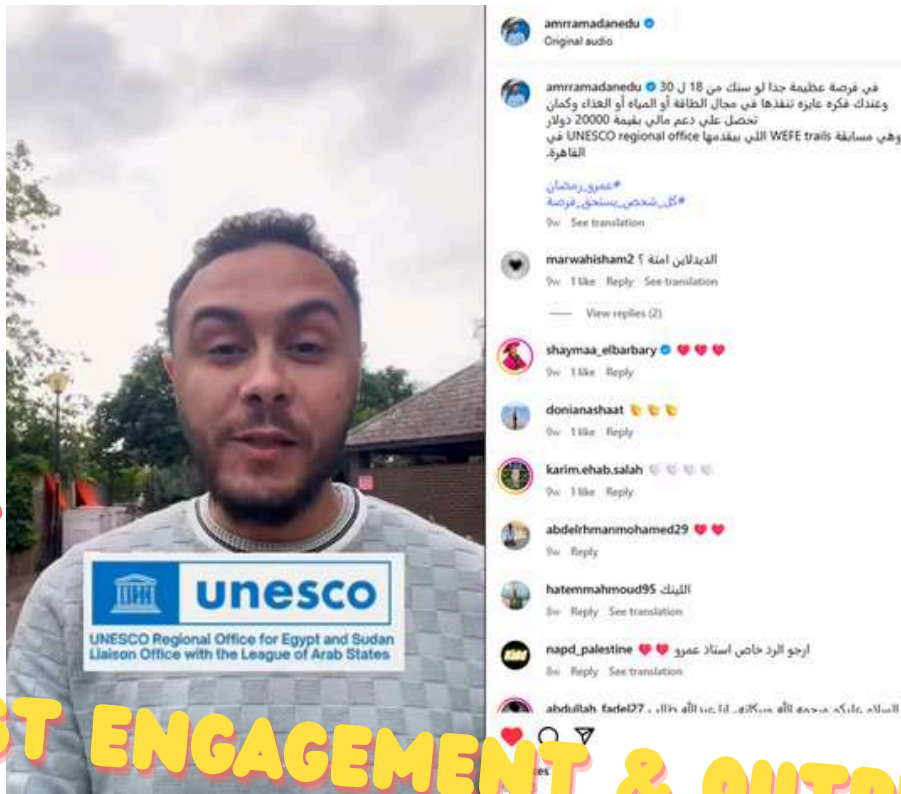 amrramadanedu
Original audio
amrramadanedu في فرصة عظيمة جدا لو سنك من 18 ل 30
وعندك فكره عايزه تنفذها في مجال الطاقة أو المياه أو الغذاء وكمان
تحصل علي دعم مالي بقيمة 20000 دولار
وهي مسابقة WEFE trails اللي بيقدمها UNESCO regional office في
القاهرة.
#عمرو_رمضان
#كل_شخص_يستحق_فرصة
9w See translation
marwahisham2 الديدلاين امتة ؟
9w 1 like Reply See translation
View replies (2)
shaymaa_elbarbary
9w 1 like Reply
donianashaat
9w 1 like Reply
karim.ehab.salah
9w 1 like Reply
abdelrhmanmohamed29
9w Reply
hatemmahmoud95 اللينك
8w Reply See translation
napd_palestine ارجو الرد خاص استاذ عمرو
8w Reply See translation
abdullah_fadel27
unesco
UNESCO Regional Office for Egypt and Sudan
Liaison Office with the League of Arab States
ENGAGEMENT &